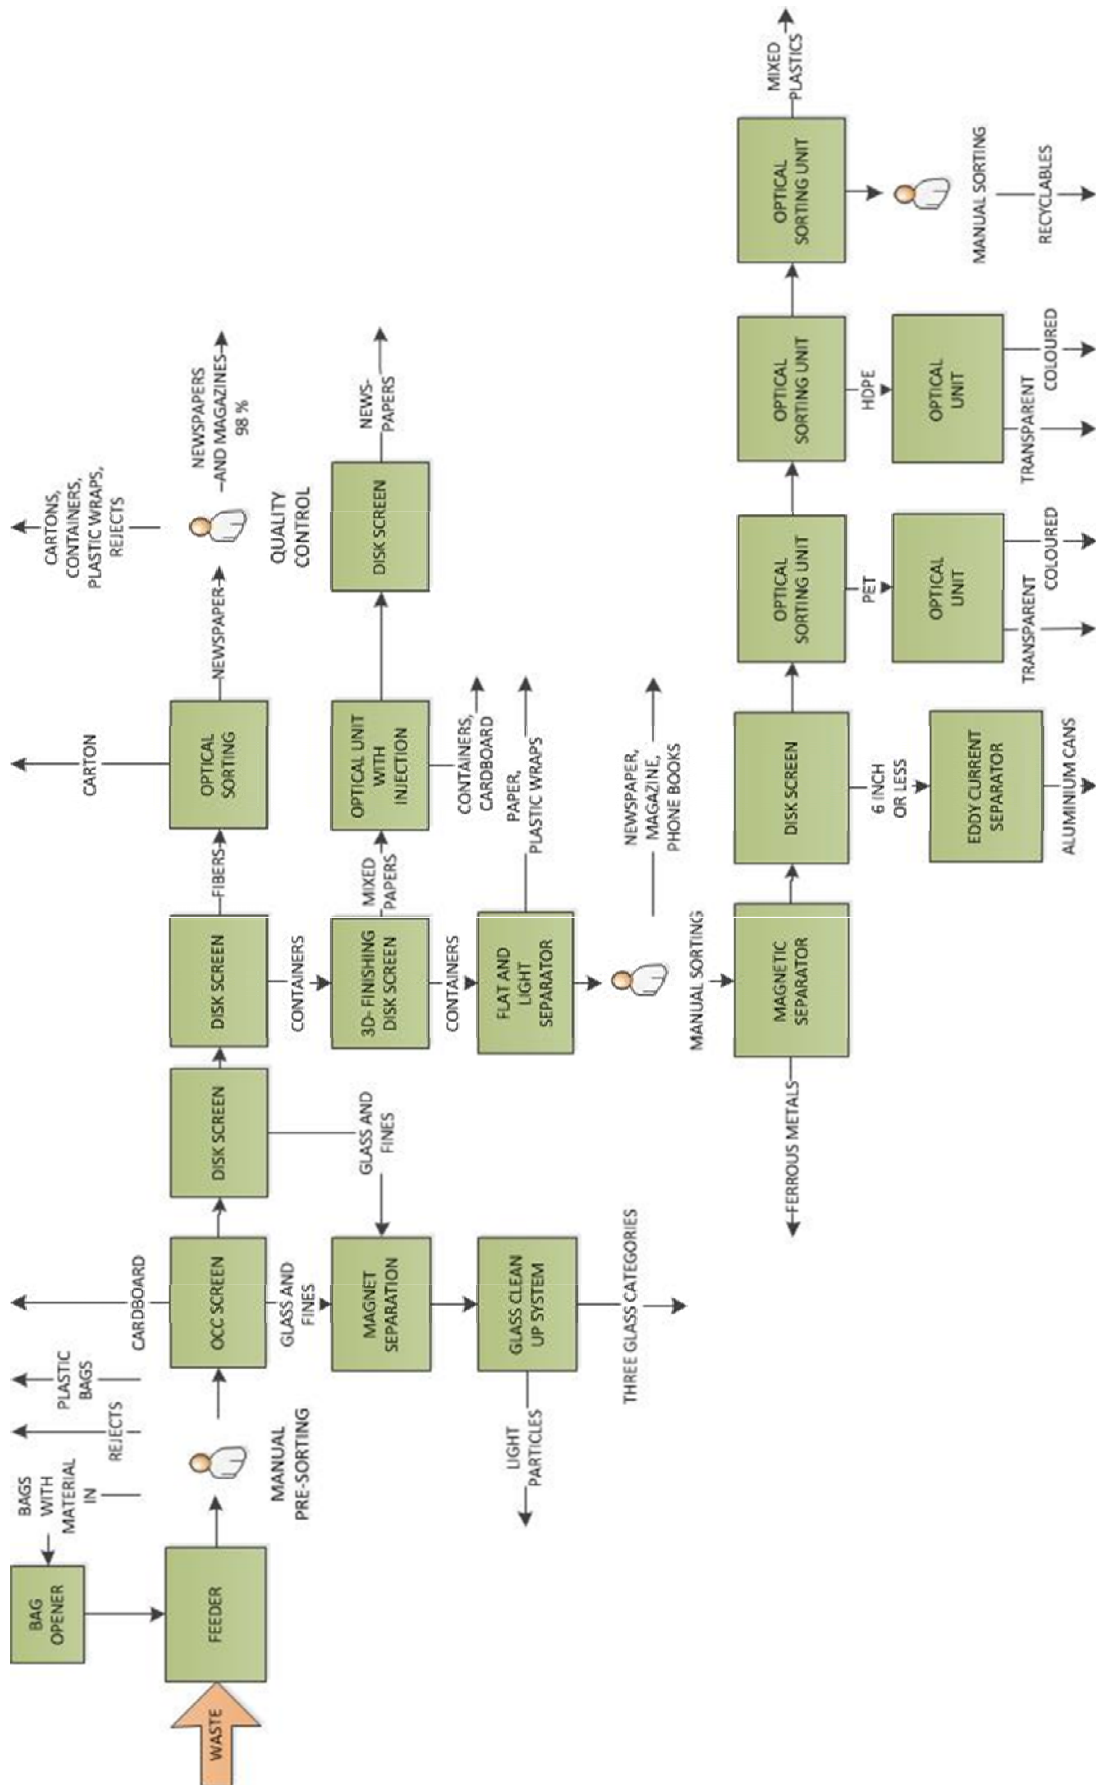 WASTE
BAG
OPENER
FEEDER
BAGS
WITH
MATERIAL
IN
REJECTS
PLASTIC
BAGS
MANUAL
PRE-SORTING
CARDBOARD
OCC SCREEN
GLASS AND
FINES
MAGNET
SEPARATION
GLASS CLEAN
UP SYSTEM
LIGHT
PARTICLES
THREE GLASS CATEGORIES
DISK SCREEN
GLASS AND
FINES
DISK SCREEN
CONTAINERS
FIBERS
3D- FINISHING
DISK SCREEN
MIXED
PAPERS
CONTAINERS
FLAT AND
LIGHT
SEPARATOR
PAPER,
PLASTIC WRAPS
CARTON
OPTICAL
SORTING
NEWSPAPER
CARTONS,
CONTAINERS,
PLASTIC WRAPS,
REJECTS
QUALITY
CONTROL
NEWSPAPERS
AND MAGAZINES
98 %
OPTICAL UNIT
WITH
INJECTION
CONTAINERS,
CARDBOARD
DISK SCREEN
NEWS-
PAPERS
NEWSPAPER,
MAGAZINE,
PHONE BOOKS
MANUAL SORTING
FERROUS METALS
MAGNETIC
SEPARATOR
DISK SCREEN
6 INCH
OR LESS
EDDY CURRENT
SEPARATOR
ALUMINIUM CANS
OPTICAL
SORTING UNIT
PET
OPTICAL
UNIT
TRANSPARENT
COLOURED
OPTICAL
SORTING UNIT
HDPE
OPTICAL
UNIT
TRANSPARENT
COLOURED
OPTICAL
SORTING UNIT
MIXED
PLASTICS
MANUAL SORTING
RECYCLABLES